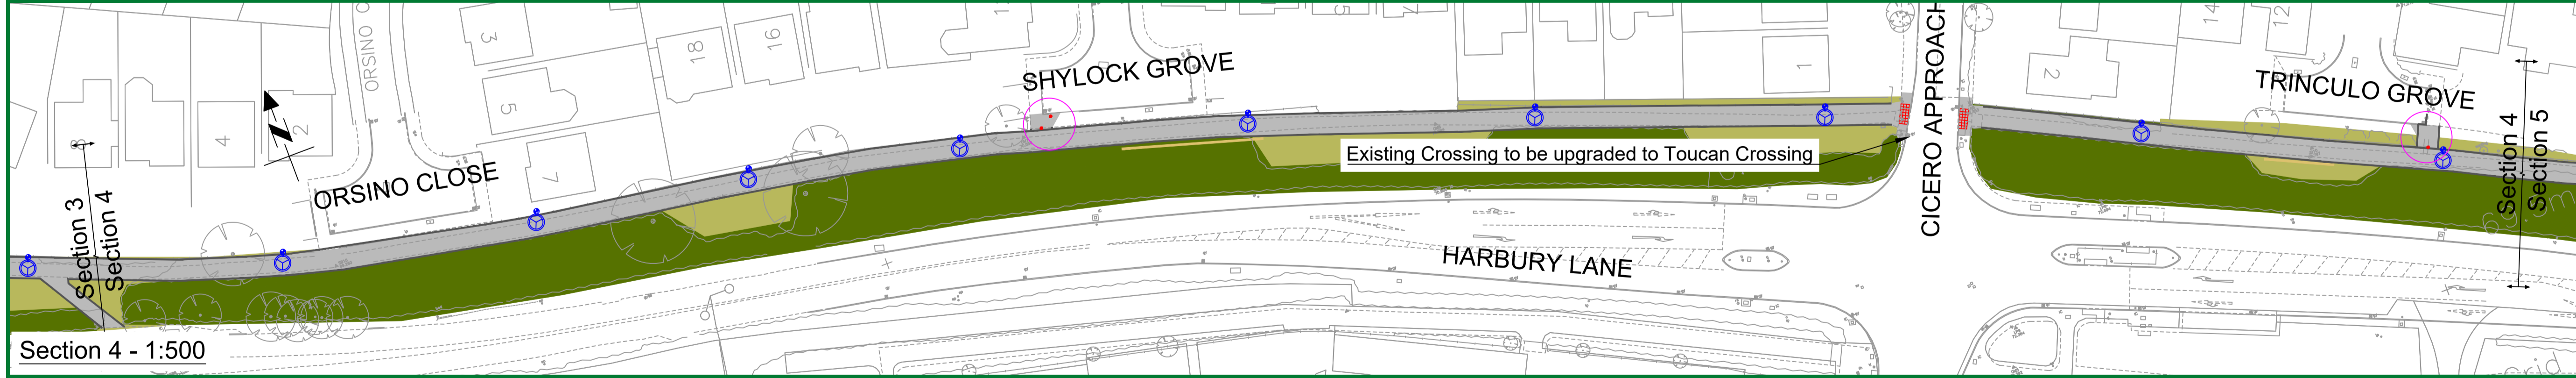 ORSINO C
3
18
16
SHYLOCK GROVE
1
CICERO APPROACH
14
12
2
TRINCULO GROVE
4
2
5
7
8
N
ORSINO CLOSE
Existing Crossing to be upgraded to Toucan Crossing
HARBURY LANE
Section 3
Section 4
Section 4
Section 5
Section 4 - 1:500